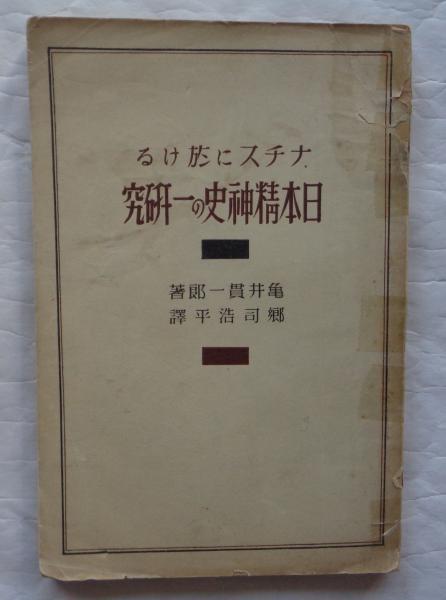 ナチスに於ける
日本精神史の一研究
亀井貫一郎著
郷司浩平譯